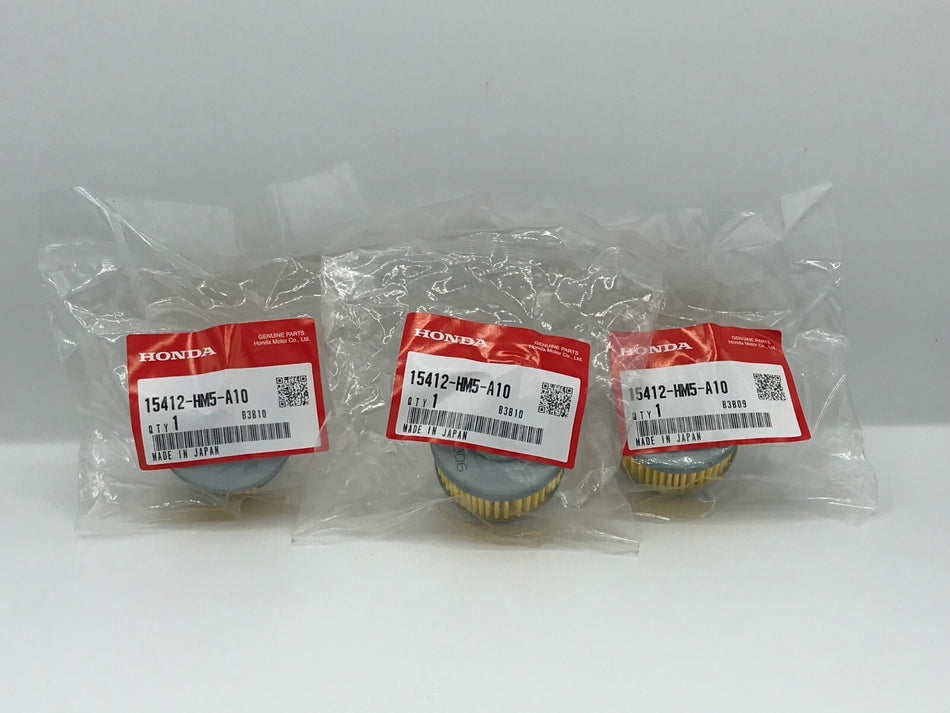 HONDA
GENUINE PARTS
Honda Motor Co., Ltd.
15412-HM5-A10
QTY 1
B3B10
MADE IN JAPAN
HONDA
GENUINE PARTS
Honda Motor Co., Ltd.
15412-HM5-A10
QTY 1
B3B10
MADE IN JAPAN
HONDA
GENUINE PARTS
Honda Motor Co., Ltd.
15412-HM5-A10
QTY 1
B3B09
MADE IN JAPAN